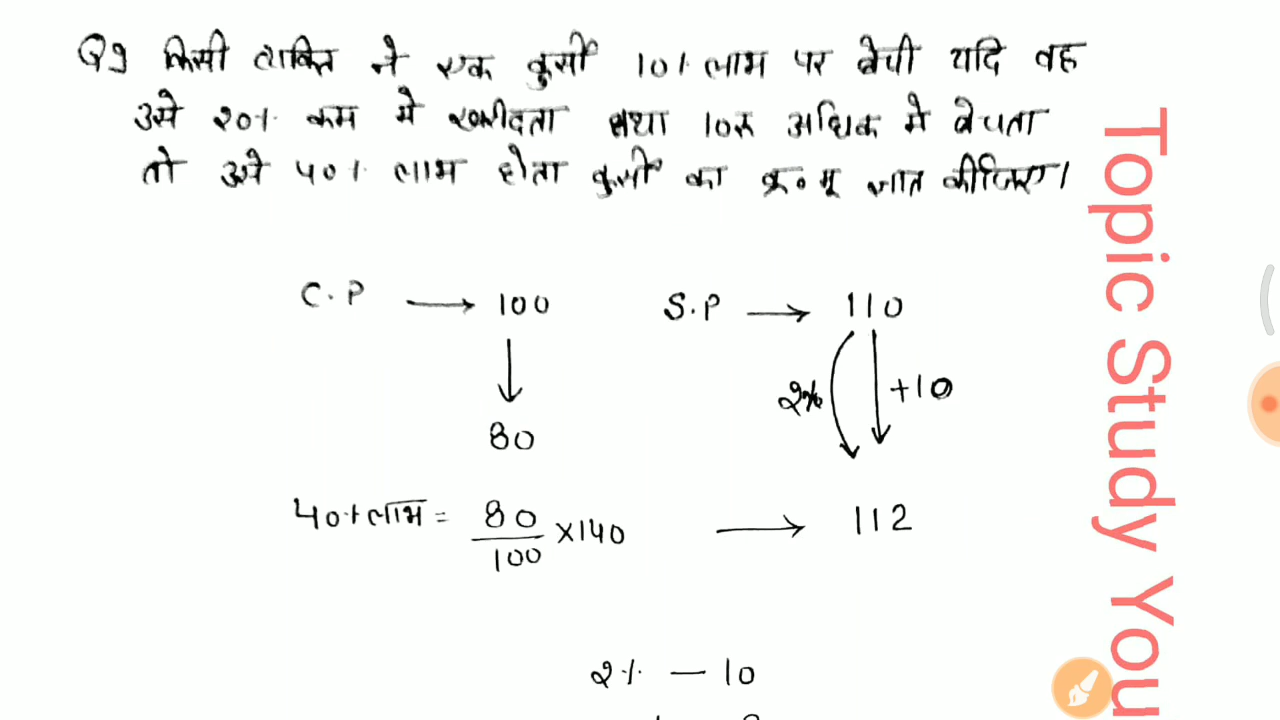 Q9 किसी व्यक्ति ने एक कुर्सी 10% लाभ पर बेची यदि वह
उसे 20% कम मे खरीदता तथा 10रु अधिक मे बेचता
तो उसे 40% लाभ होता कुर्सी का क्र०मू ज्ञात कीजिए।
C.P → 100 S.P → 110
2% +10
80
40% लाभ = 80/100 ×140 → 112
2% — 10
Topic Study You